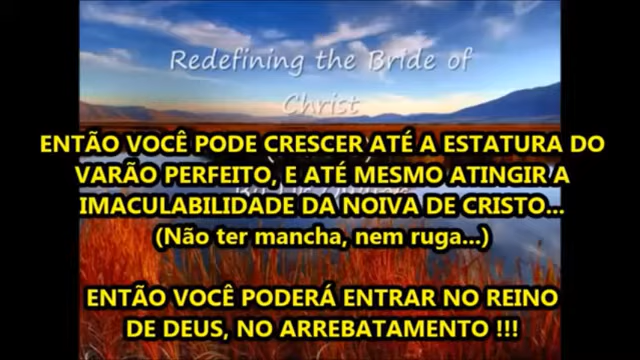 Redefining the Bride of
Christ
ENTÃO VOCÊ PODE CRESCER ATÉ A ESTATURA DO
VARÃO PERFEITO, E ATÉ MESMO ATINGIR A
IMACULABILIDADE DA NOIVA DE CRISTO...
(Não ter mancha, nem ruga...)
ENTÃO VOCÊ PODERÁ ENTRAR NO REINO
DE DEUS, NO ARREBATAMENTO !!!